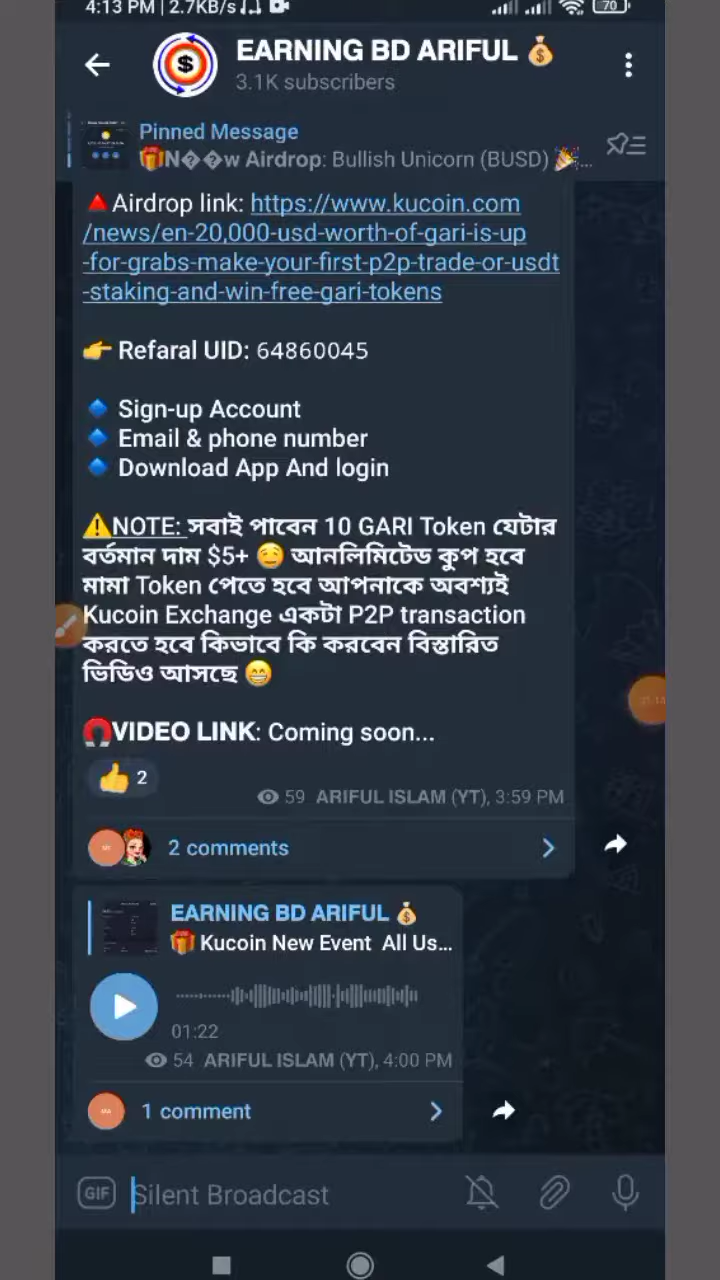 4:13 PM | 2.7KB/s
70
EARNING BD ARIFUL 💰
3.1K subscribers
Pinned Message
🎁N��w Airdrop: Bullish Unicorn (BUSD) 🎉...
🔺Airdrop link: https://www.kucoin.com
/news/en-20,000-usd-worth-of-gari-is-up
-for-grabs-make-your-first-p2p-trade-or-usdt
-staking-and-win-free-gari-tokens
👉 Refaral UID: 64860045
🔹 Sign-up Account
🔹 Email & phone number
🔹 Download App And login
⚠️NOTE: সবাই পাবেন 10 GARI Token যেটার
বর্তমান দাম $5+ 🤑 আনলিমিটেড কুপ হবে
মামা Token পেতে হবে আপনাকে অবশ্যই
Kucoin Exchange একটা P2P transaction
করতে হবে কিভাবে কি করবেন বিস্তারিত
ভিডিও আসছে 😁
🧲VIDEO LINK: Coming soon...
👍 2
59 ARIFUL ISLAM (YT), 3:59 PM
2 comments
EARNING BD ARIFUL 💰
🎁 Kucoin New Event All Us...
01:22
54 ARIFUL ISLAM (YT), 4:00 PM
1 comment
GIF Silent Broadcast